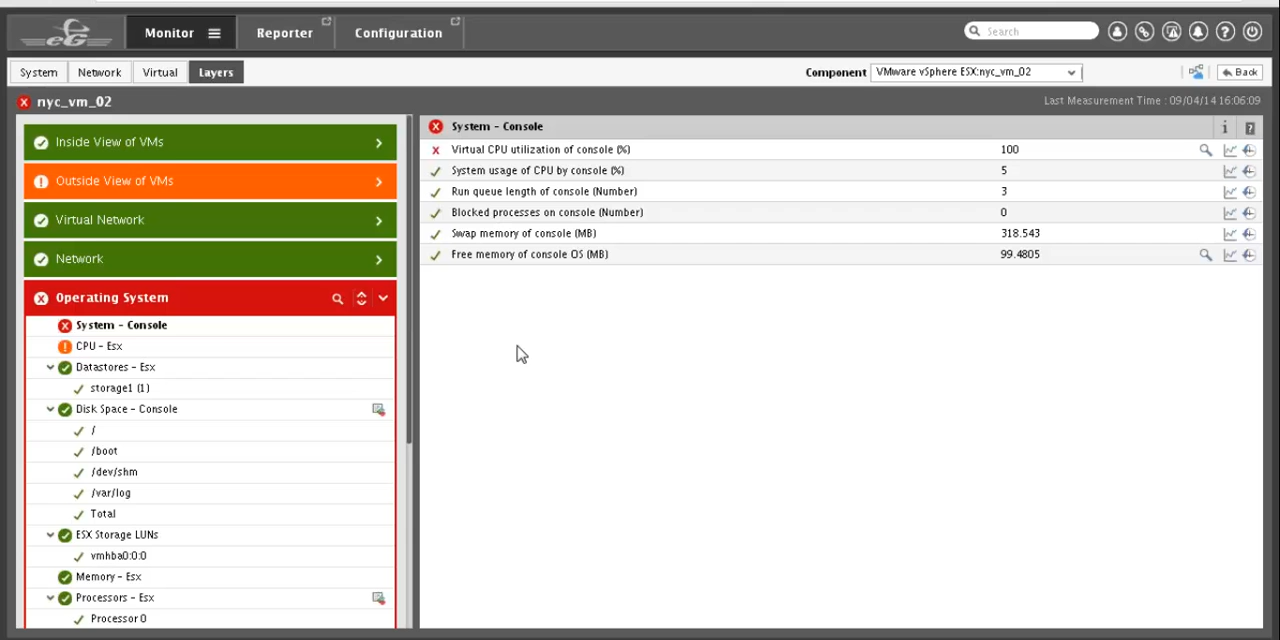 eG
Monitor
Reporter
Configuration
Search
System
Network
Virtual
Layers
Component
VMware vSphere ESX:nyc_vm_02
Back
nyc_vm_02
Last Measurement Time : 09/04/14 16:06:09
Inside View of VMs
Outside View of VMs
Virtual Network
Network
Operating System
System - Console
CPU - Esx
Datastores - Esx
storage1 (1)
Disk Space - Console
/
/boot
/dev/shm
/var/log
Total
ESX Storage LUNs
vmhba0:0:0
Memory - Esx
Processors - Esx
Processor 0
System - Console
Virtual CPU utilization of console (%) 100
System usage of CPU by console (%) 5
Run queue length of console (Number) 3
Blocked processes on console (Number) 0
Swap memory of console (MB) 318.543
Free memory of console OS (MB) 99.4805